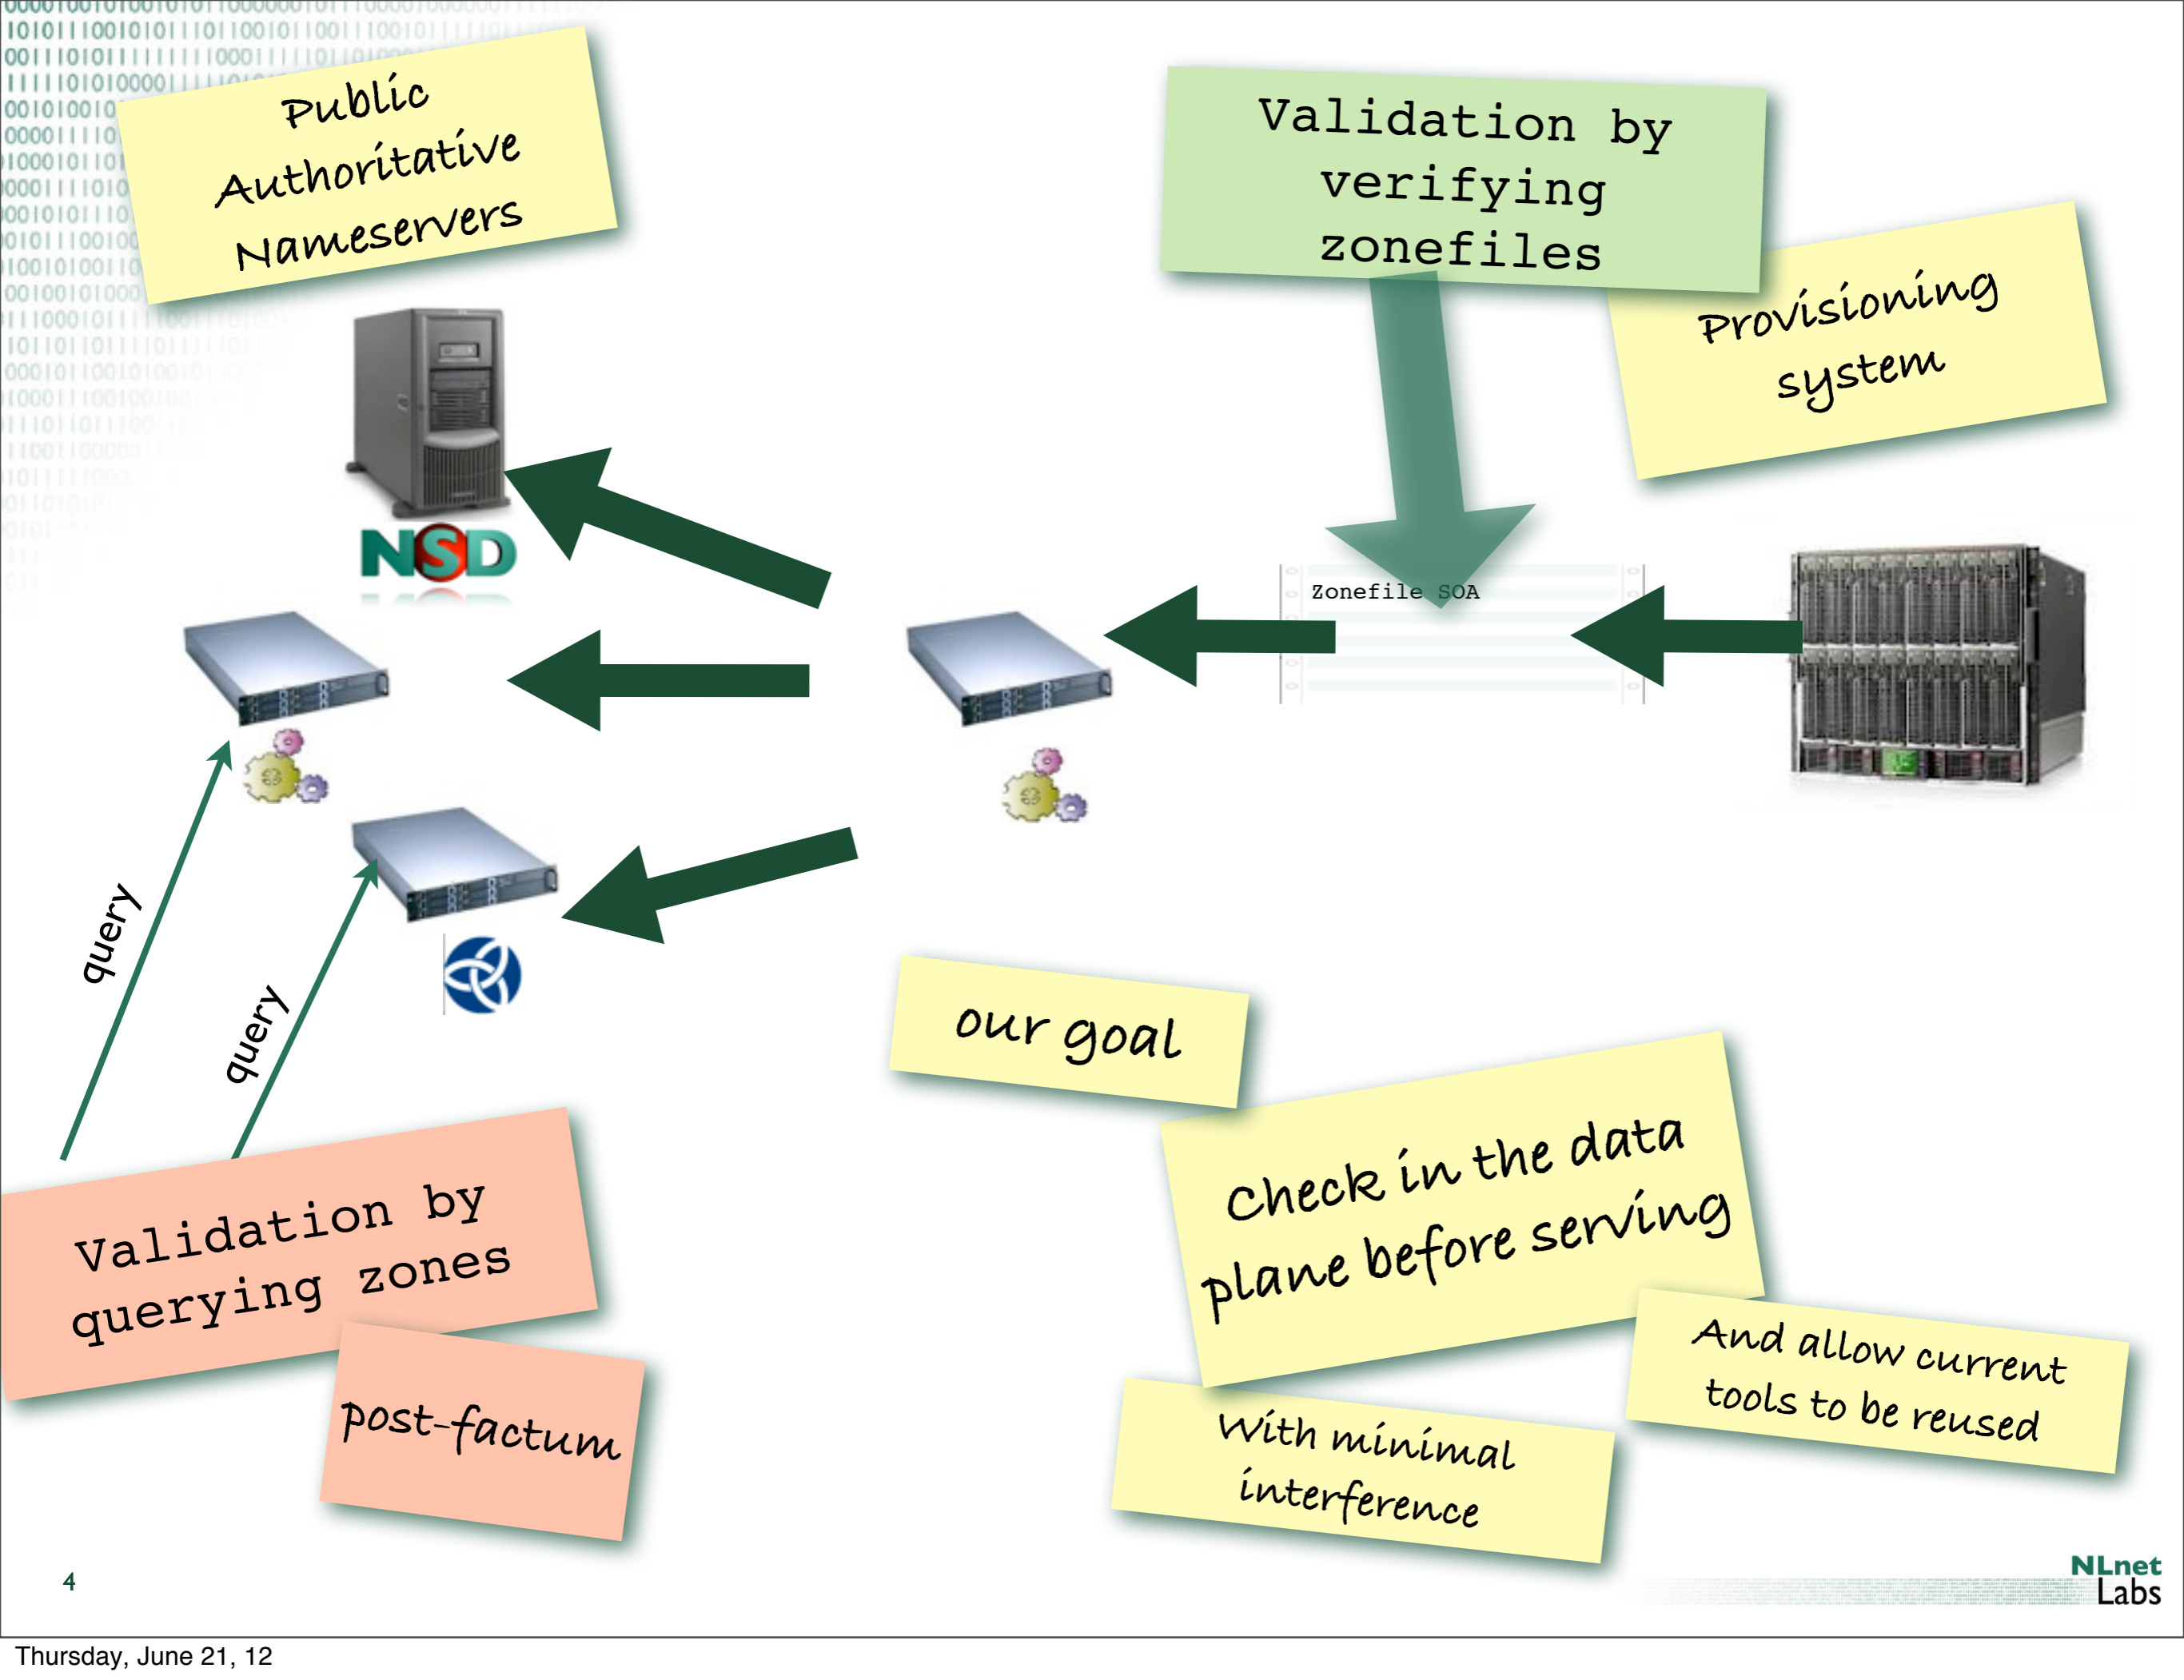 Public
Authoritative
Nameservers
Validation by
verifying
zonefiles
Provisioning
system
NSD
Zonefile SOA
query
query
our goal
Check in the data
plane before serving
And allow current
tools to be reused
With minimal
interference
Validation by
querying zones
post-factum
4
NLnet
Labs
Thursday, June 21, 12